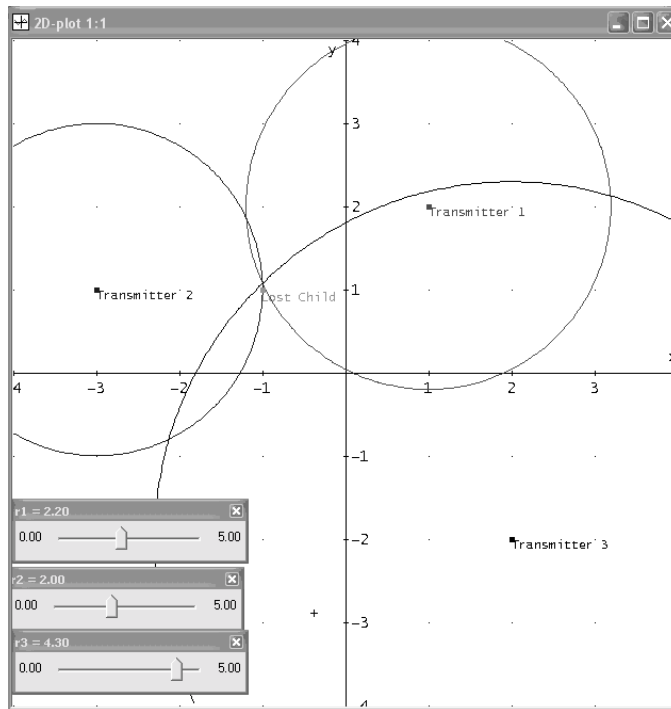 2D-plot 1:1
y
4
3
2
Transmitter 1
1
Transmitter 2
Lost Child
x
4
-3
-2
-1
1
2
3
-1
r1 = 2.20
0.00
5.00
-2
Transmitter 3
r2 = 2.00
0.00
5.00
-3
r3 = 4.30
0.00
5.00
-4